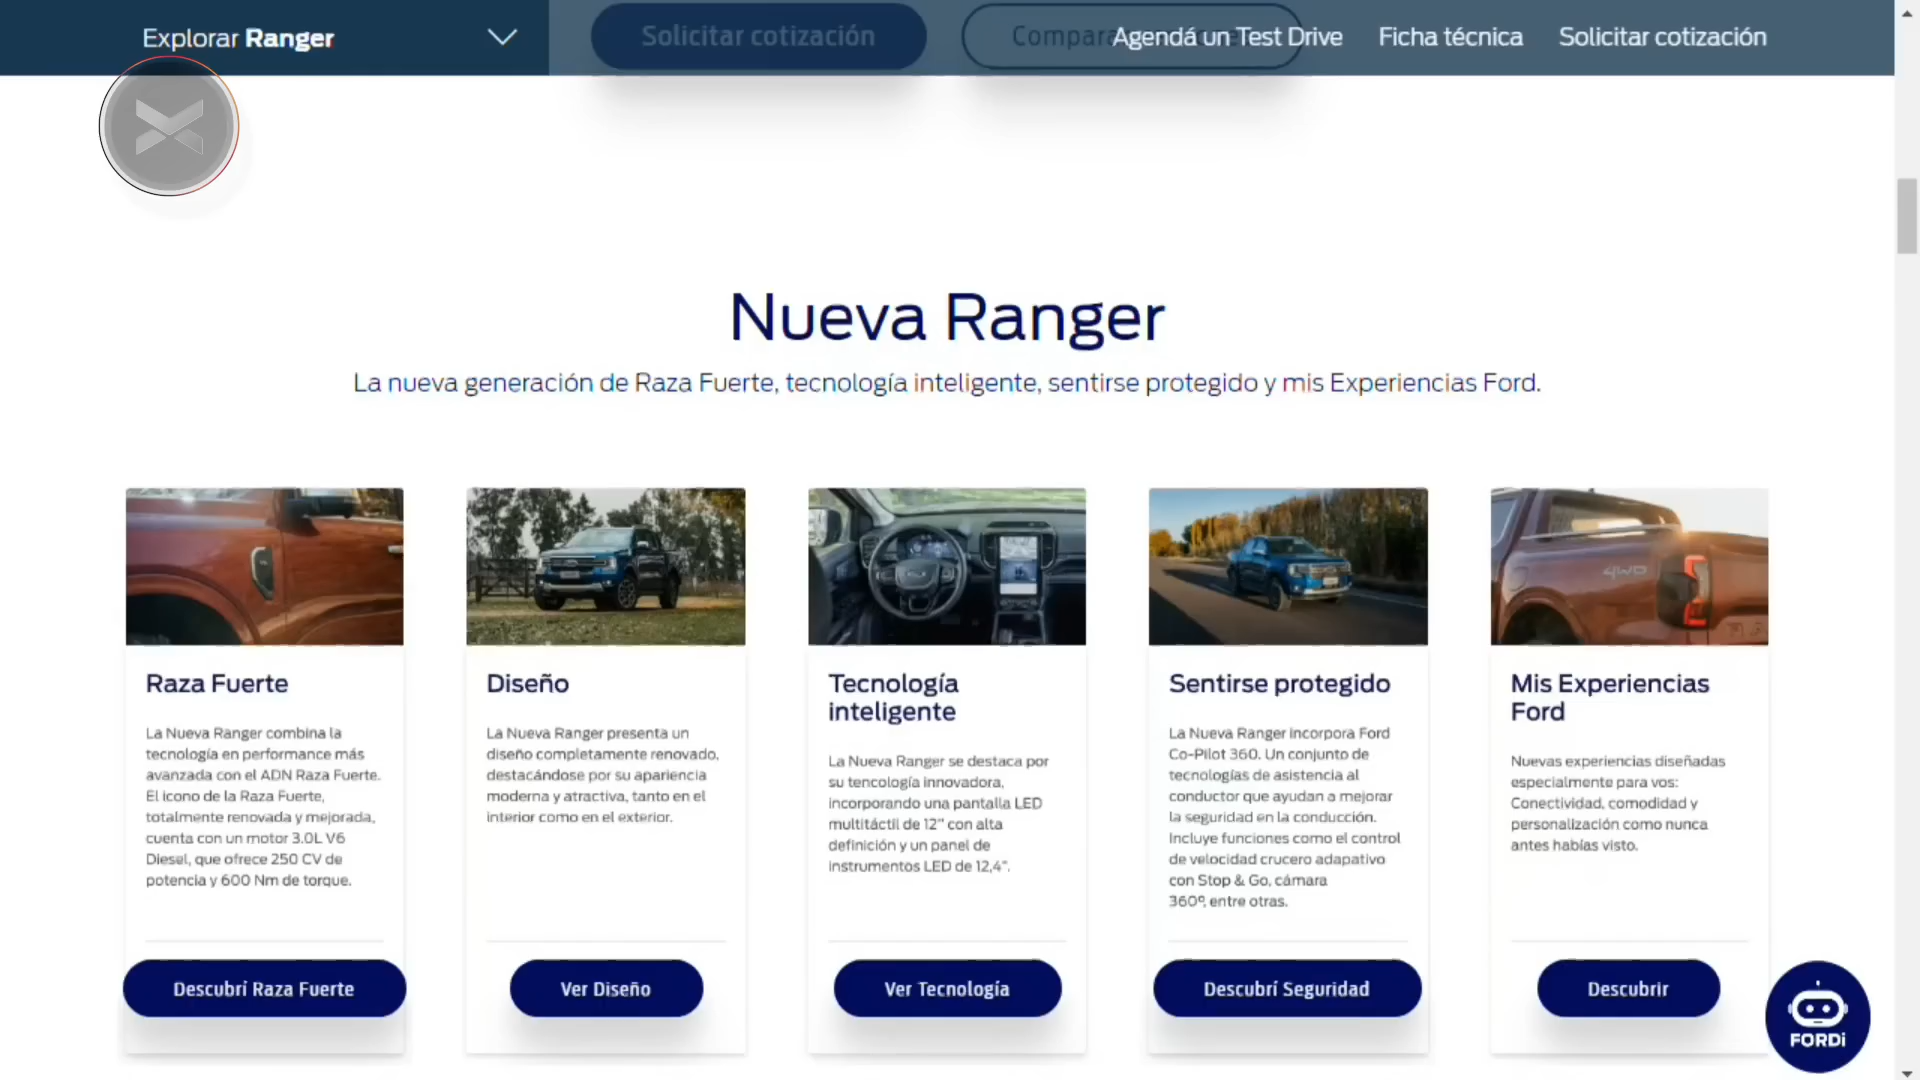 Explorar Ranger
Solicitar cotización
Agendá un Test Drive
Ficha técnica
Solicitar cotización
Nueva Ranger
La nueva generación de Raza Fuerte, tecnología inteligente, sentirse protegido y mis Experiencias Ford.
Raza Fuerte
La Nueva Ranger combina la
tecnología en performance más
avanzada con el ADN Raza Fuerte.
El icono de la Raza Fuerte,
totalmente renovada y mejorada,
cuenta con un motor 3.0L V6
Diesel, que ofrece 250 CV de
potencia y 600 Nm de torque.
Descubrí Raza Fuerte
Diseño
La Nueva Ranger presenta un
diseño completamente renovado,
destacándose por su apariencia
moderna y atractiva, tanto en el
interior como en el exterior.
Ver Diseño
Tecnología
inteligente
La Nueva Ranger se destaca por
su tencología innovadora,
incorporando una pantalla LED
multitáctil de 12" con alta
definición y un panel de
instrumentos LED de 12,4".
Ver Tecnología
Sentirse protegido
La Nueva Ranger incorpora Ford
Co-Pilot 360. Un conjunto de
tecnologías de asistencia al
conductor que ayudan a mejorar
la seguridad en la conducción.
Incluye funciones como el control
de velocidad crucero adapativo
con Stop & Go, cámara
360º, entre otras.
Descubrí Seguridad
4WD
Mis Experiencias
Ford
Nuevas experiencias diseñadas
especialmente para vos:
Conectividad, comodidad y
personalización como nunca
antes habías visto.
Descubrir
FORDi